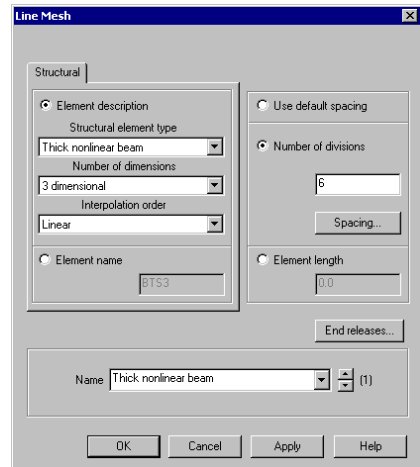 Line Mesh
Structural
Element description
Structural element type
Thick nonlinear beam
Number of dimensions
3 dimensional
Interpolation order
Linear
Element name
BTS3
Use default spacing
Number of divisions
6
Spacing...
Element length
0.0
End releases...
Name Thick nonlinear beam (1)
OK Cancel Apply Help